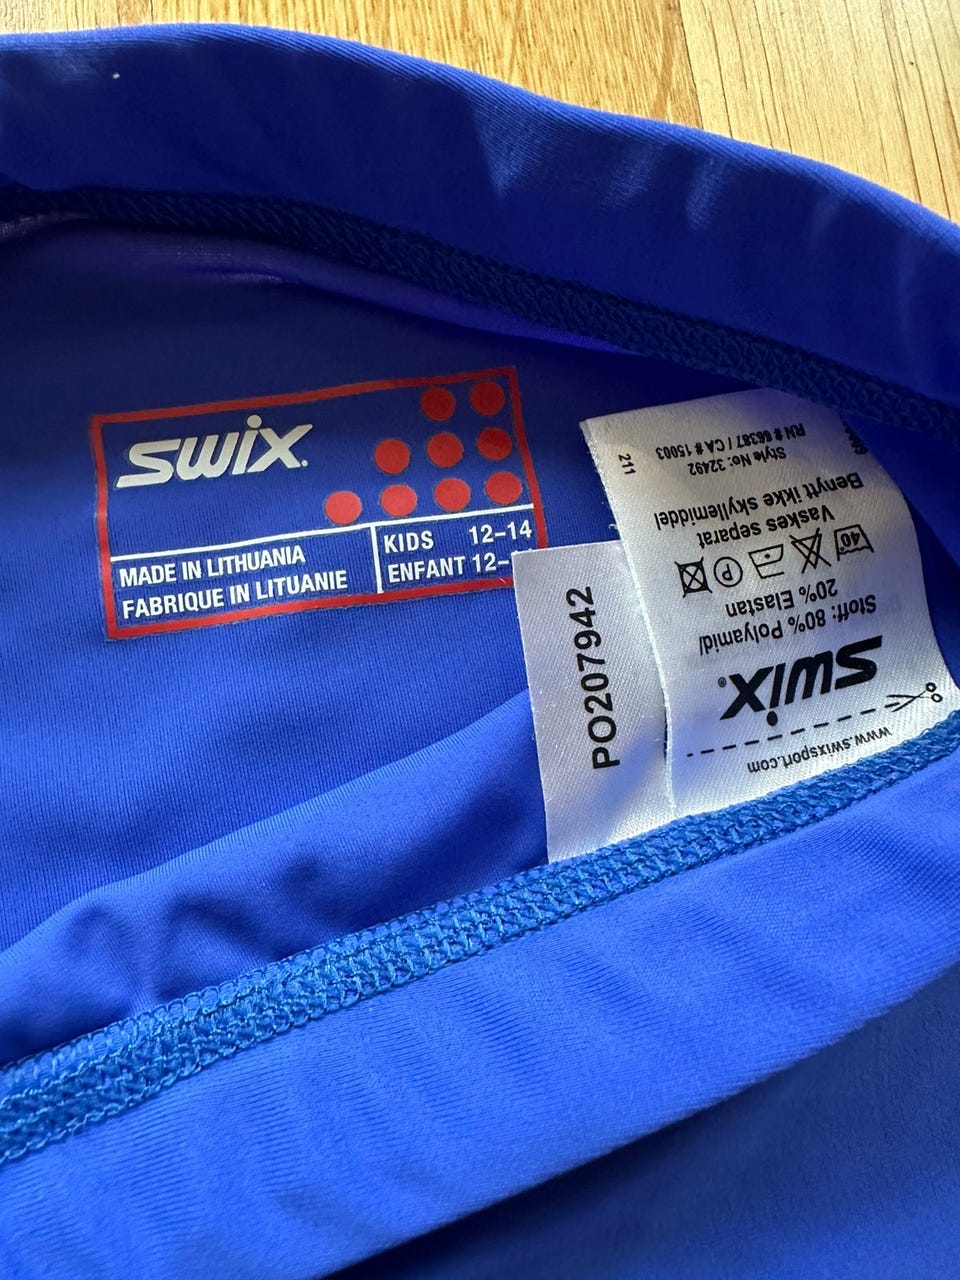 swix.
MADE IN LITHUANIA
FABRIQUE IN LITUANIE
KIDS 12-14
ENFANT 12-
PO207942
www.swixsport.com
swix®
Stoff: 80% Polyamid/
20% Elastan
40 P
Vaskes separat
Benytt ikke skyllemiddel
Style No: 32492
RN # 66387 / CA # 15003
211